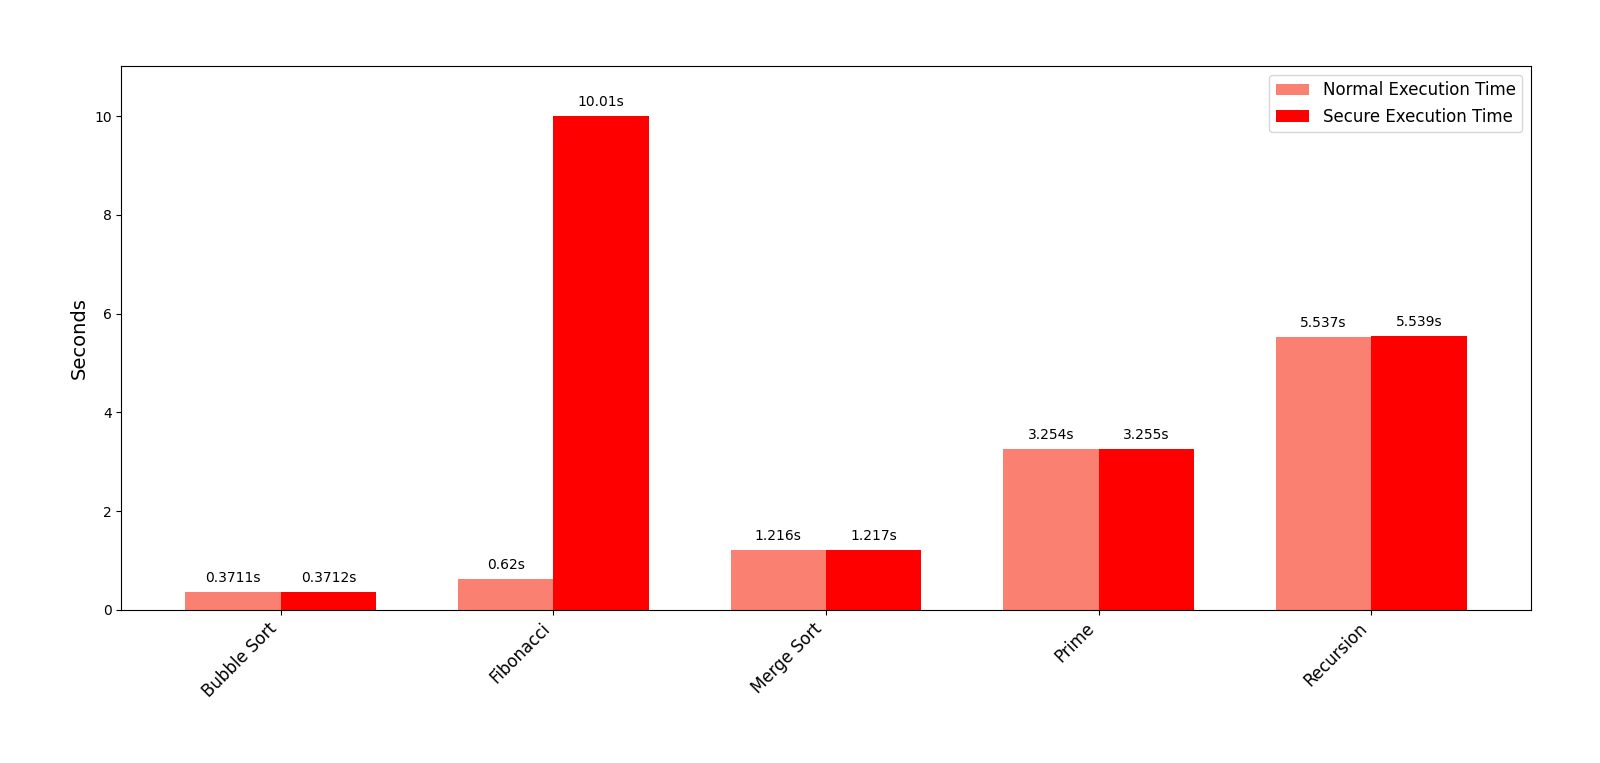 Normal Execution Time
Secure Execution Time
Seconds
10
8
6
4
2
0
0.3711s
0.3712s
0.62s
10.01s
1.216s
1.217s
3.254s
3.255s
5.537s
5.539s
Bubble Sort
Fibonacci
Merge Sort
Prime
Recursion